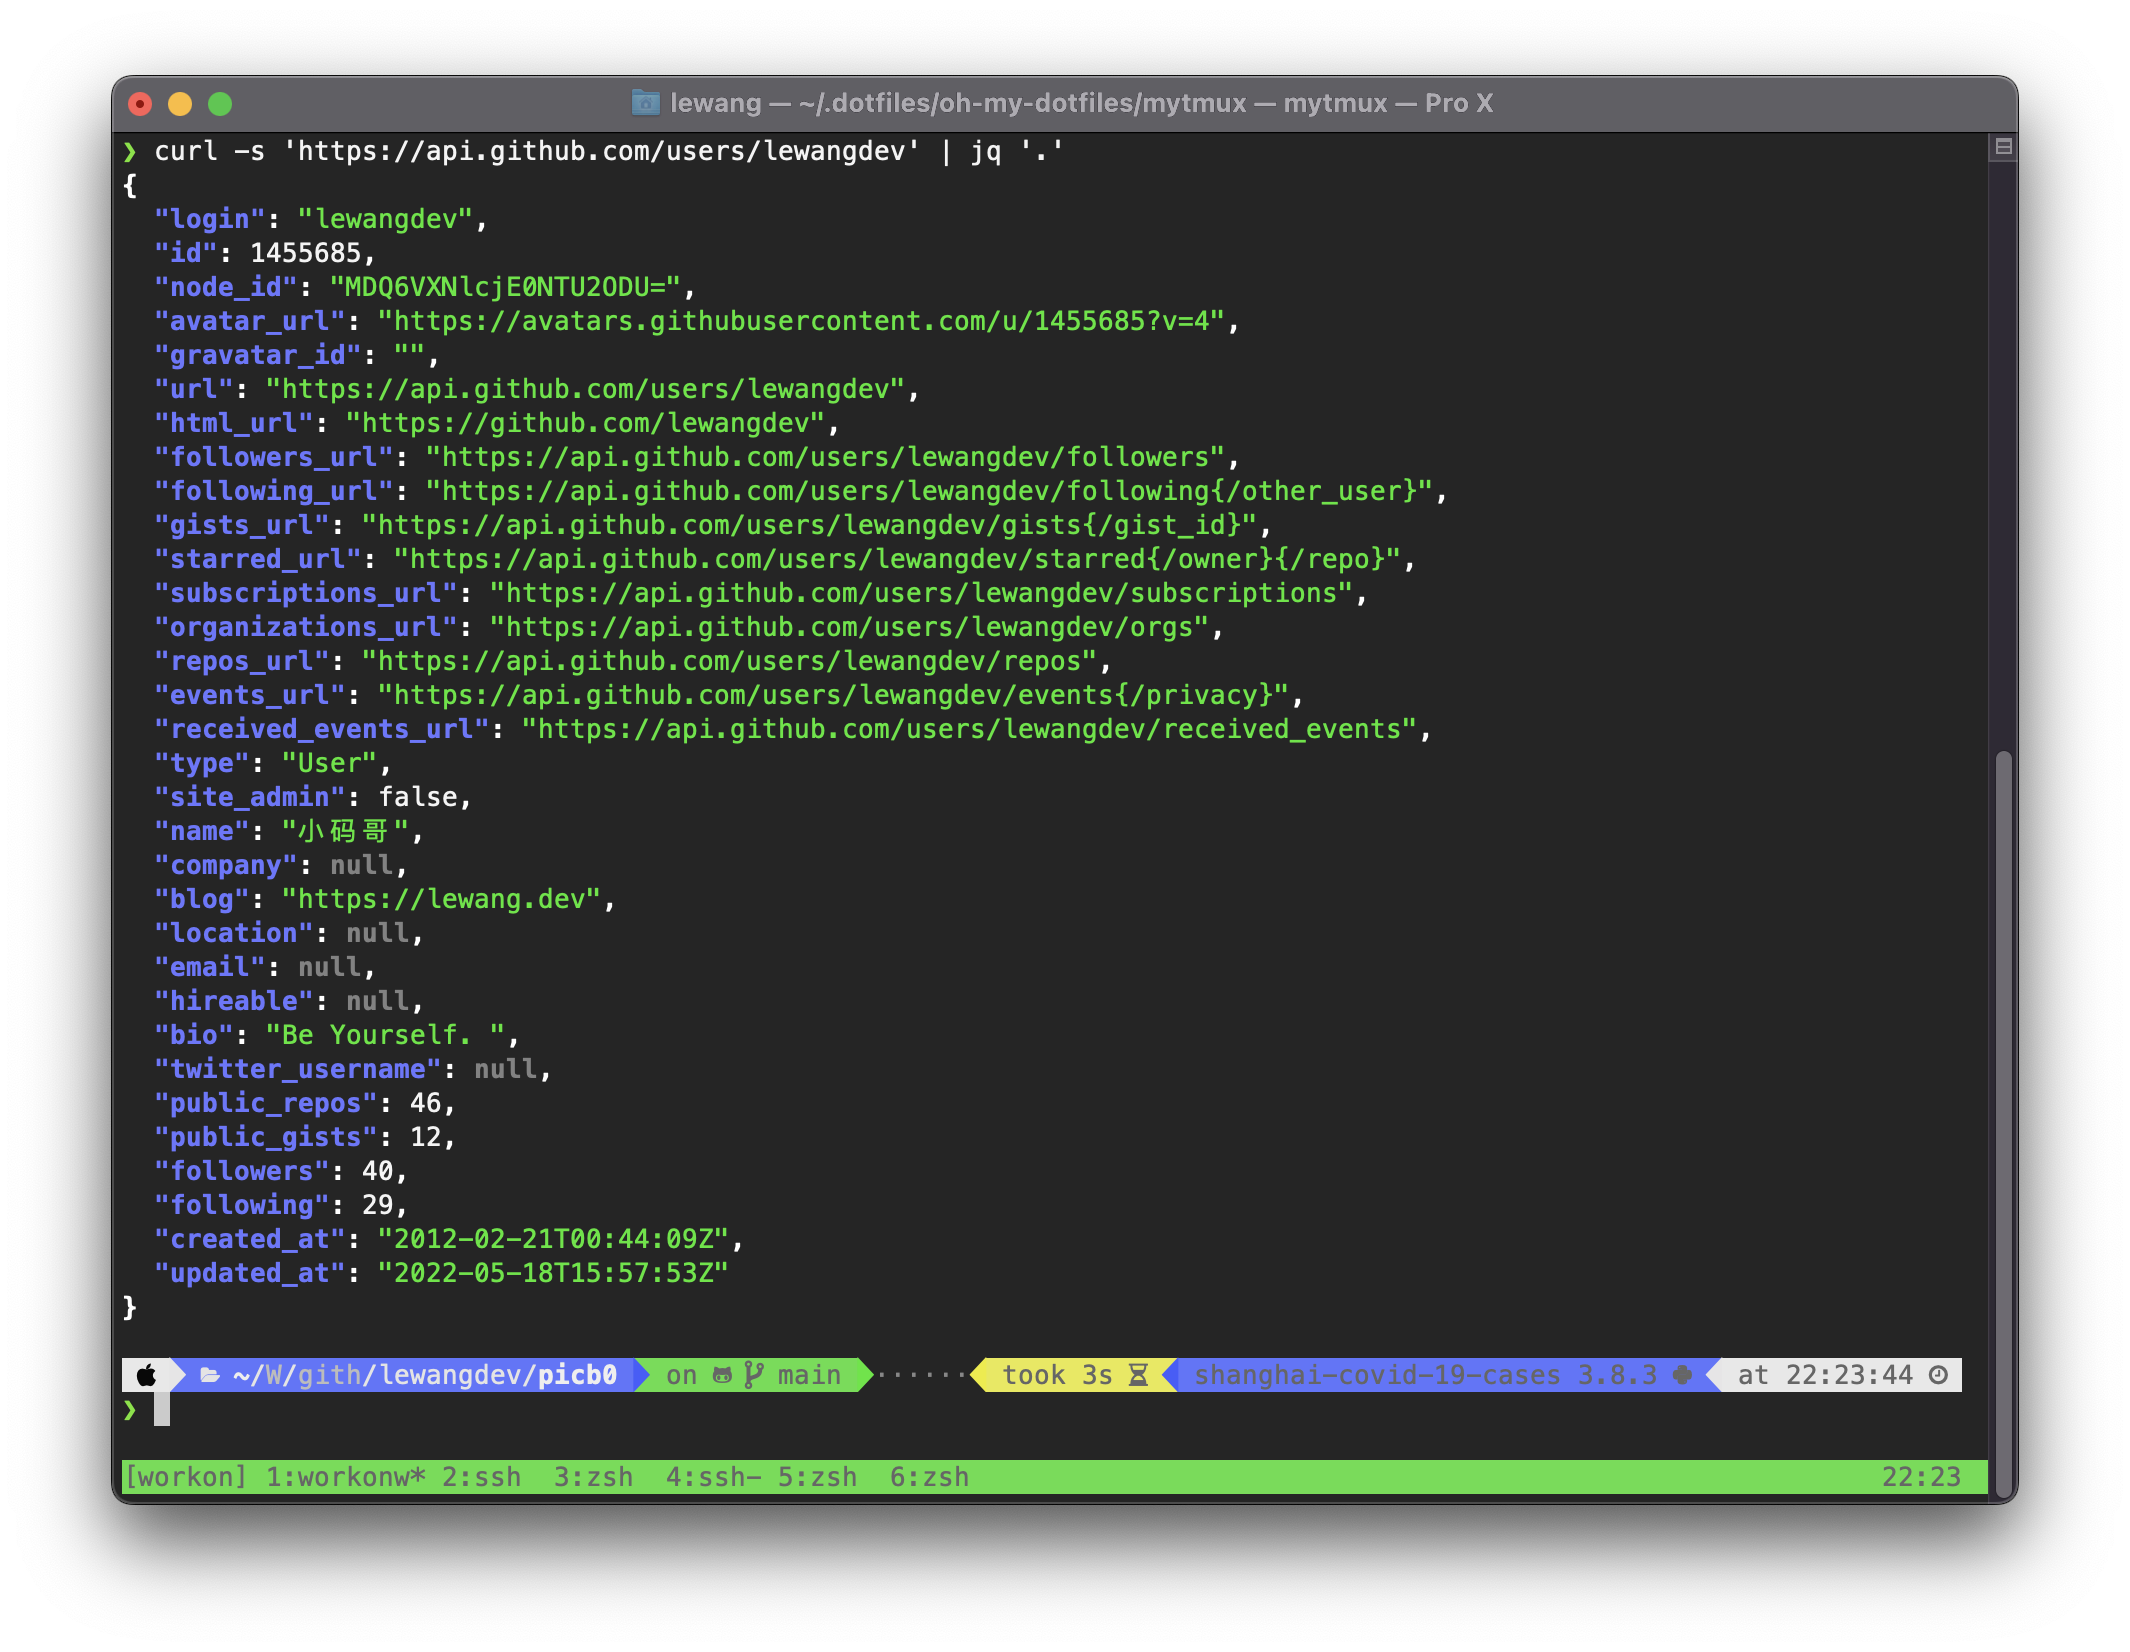 lewang — ~/.dotfiles/oh-my-dotfiles/mytmux — mytmux — Pro X
❯ curl -s 'https://api.github.com/users/lewangdev' | jq '.'
{
  "login": "lewangdev",
  "id": 1455685,
  "node_id": "MDQ6VXNlcjE0NTU2ODU=",
  "avatar_url": "https://avatars.githubusercontent.com/u/1455685?v=4",
  "gravatar_id": "",
  "url": "https://api.github.com/users/lewangdev",
  "html_url": "https://github.com/lewangdev",
  "followers_url": "https://api.github.com/users/lewangdev/followers",
  "following_url": "https://api.github.com/users/lewangdev/following{/other_user}",
  "gists_url": "https://api.github.com/users/lewangdev/gists{/gist_id}",
  "starred_url": "https://api.github.com/users/lewangdev/starred{/owner}{/repo}",
  "subscriptions_url": "https://api.github.com/users/lewangdev/subscriptions",
  "organizations_url": "https://api.github.com/users/lewangdev/orgs",
  "repos_url": "https://api.github.com/users/lewangdev/repos",
  "events_url": "https://api.github.com/users/lewangdev/events{/privacy}",
  "received_events_url": "https://api.github.com/users/lewangdev/received_events",
  "type": "User",
  "site_admin": false,
  "name": "小码哥",
  "company": null,
  "blog": "https://lewang.dev",
  "location": null,
  "email": null,
  "hireable": null,
  "bio": "Be Yourself. ",
  "twitter_username": null,
  "public_repos": 46,
  "public_gists": 12,
  "followers": 40,
  "following": 29,
  "created_at": "2012-02-21T00:44:09Z",
  "updated_at": "2022-05-18T15:57:53Z"
}
~/W/gith/lewangdev/picb0 on main ······ took 3s shanghai-covid-19-cases 3.8.3 at 22:23:44
❯
[workon] 1:workonw* 2:ssh  3:zsh  4:ssh- 5:zsh  6:zsh 22:23